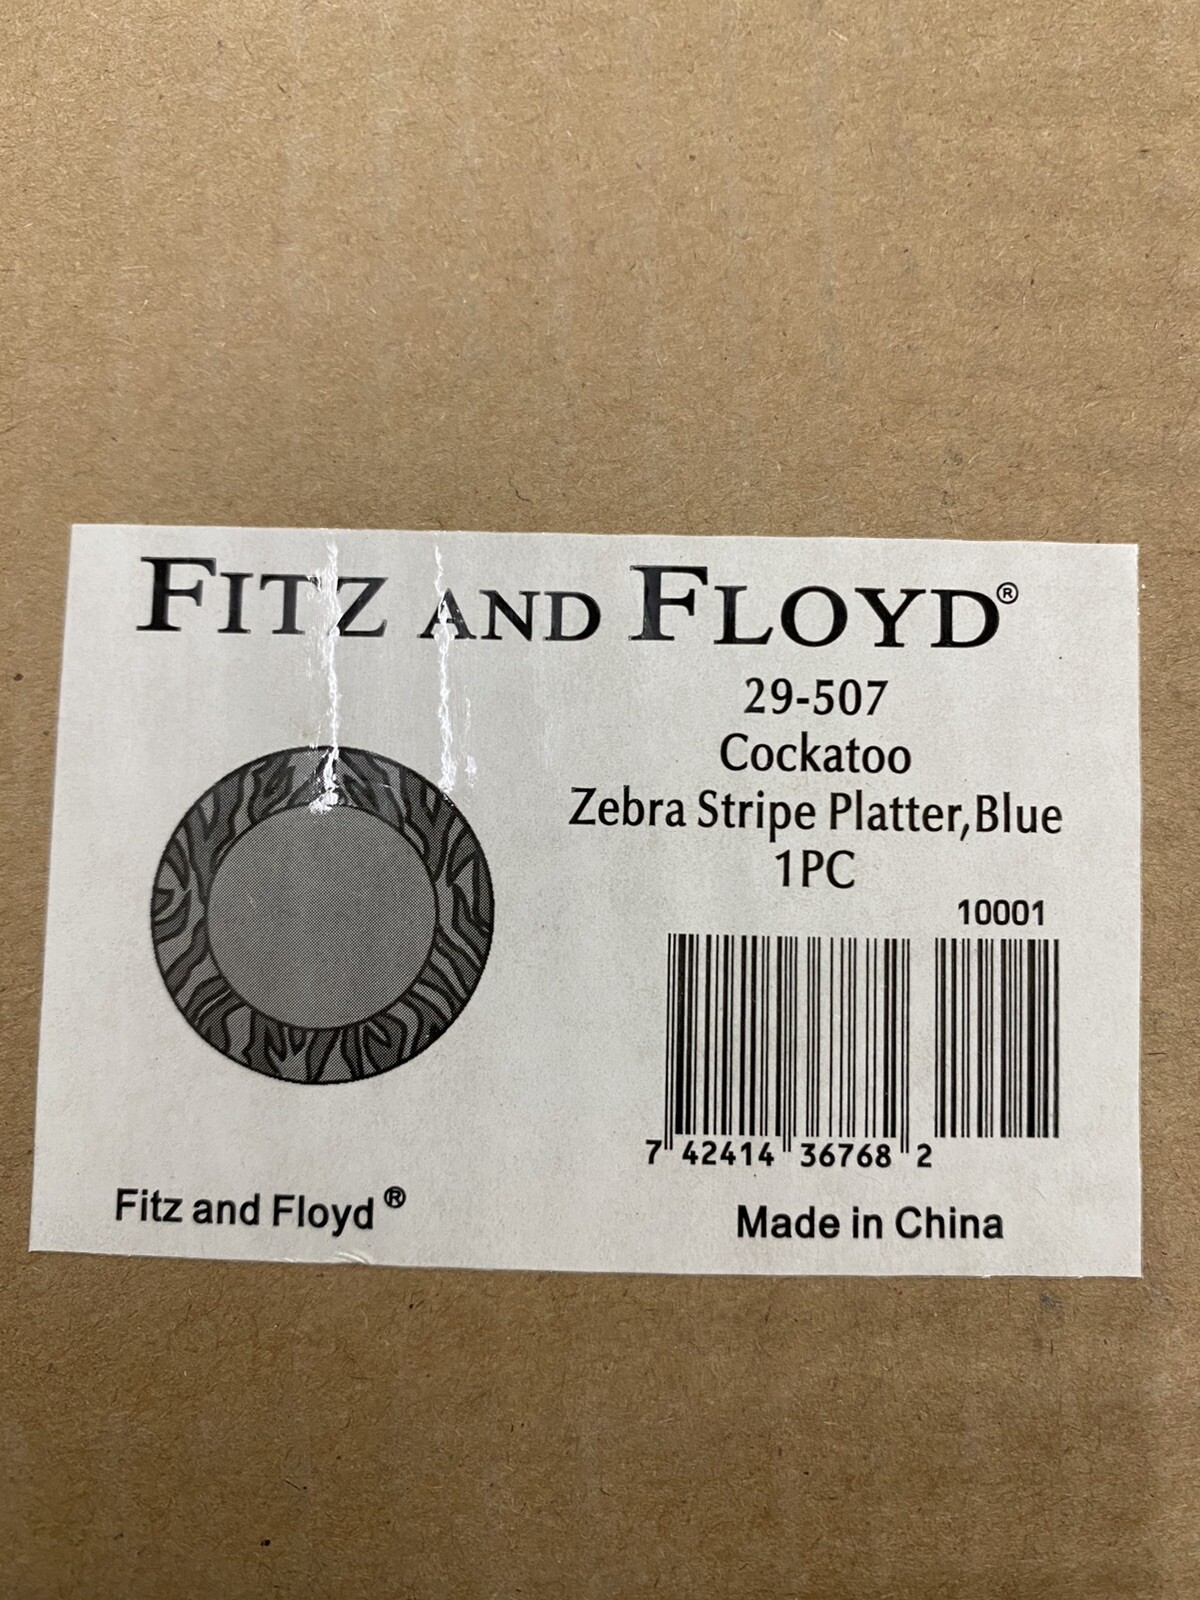 FITZ AND FLOYD®
29-507
Cockatoo
Zebra Stripe Platter,Blue
1PC
10001
7 42414 36768 2
Fitz and Floyd ®
Made in China